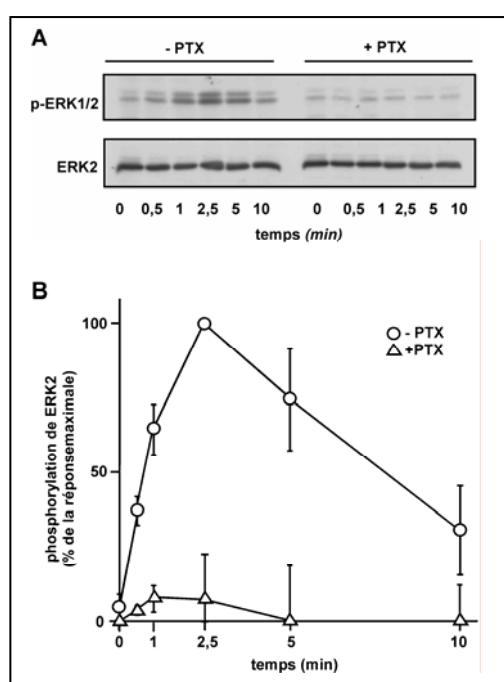 A
- PTX + PTX
p-ERK1/2
ERK2
0 0,5 1 2,5 5 10 0 0,5 1 2,5 5 10
temps (min)
B
100
50
0
- PTX
+PTX
phosphorylation de ERK2
(% de la réponsemaximale)
0 1 2,5 5 10
temps (min)